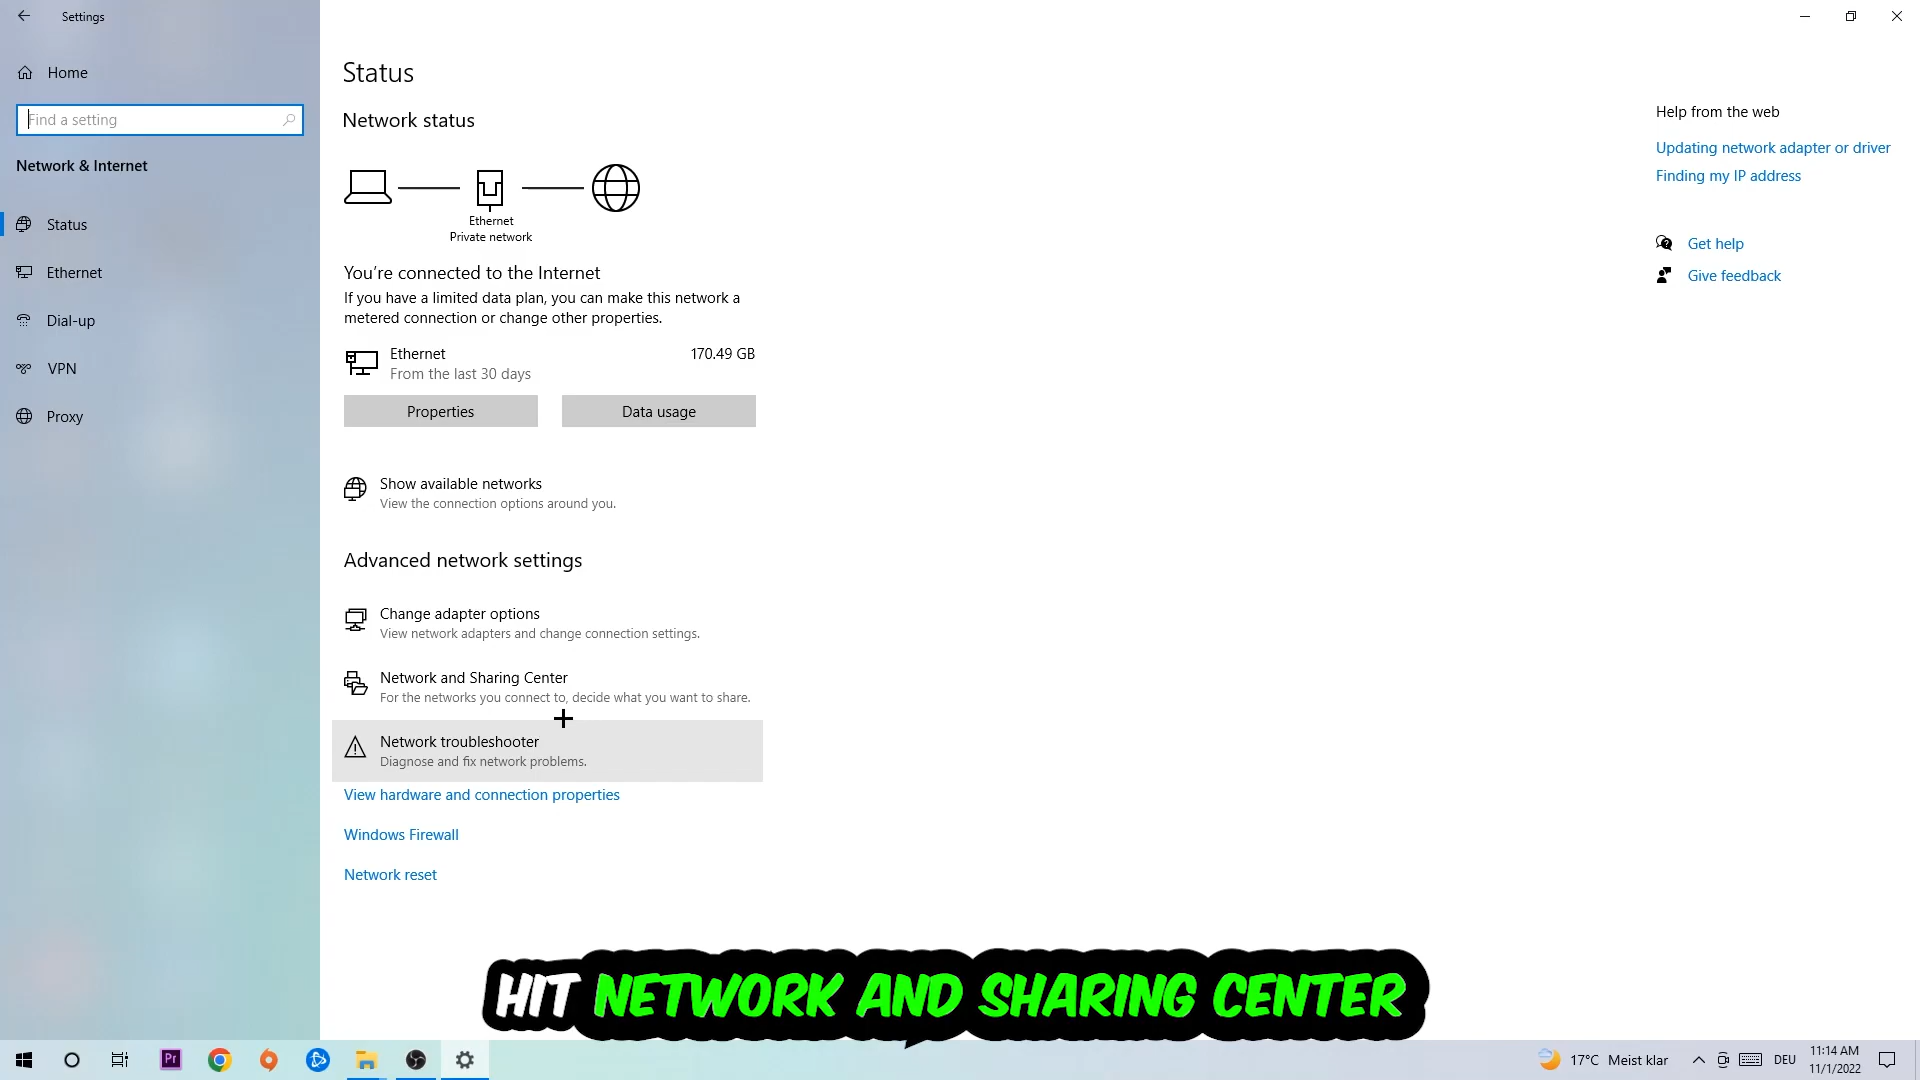 Settings
Home
Find a setting
Network & Internet
Status
Ethernet
Dial-up
VPN
Proxy
Status
Network status
Ethernet
Private network
You're connected to the Internet
If you have a limited data plan, you can make this network a
metered connection or change other properties.
Ethernet
170.49 GB
From the last 30 days
Properties
Data usage
Show available networks
View the connection options around you.
Advanced network settings
Change adapter options
View network adapters and change connection settings.
Network and Sharing Center
For the networks you connect to, decide what you want to share.
Network troubleshooter
Diagnose and fix network problems.
View hardware and connection properties
Windows Firewall
Network reset
Help from the web
Updating network adapter or driver
Finding my IP address
Get help
Give feedback
HIT NETWORK AND SHARING CENTER
Pr
17°C Meist klar
DEU
11:14 AM
11/1/2022